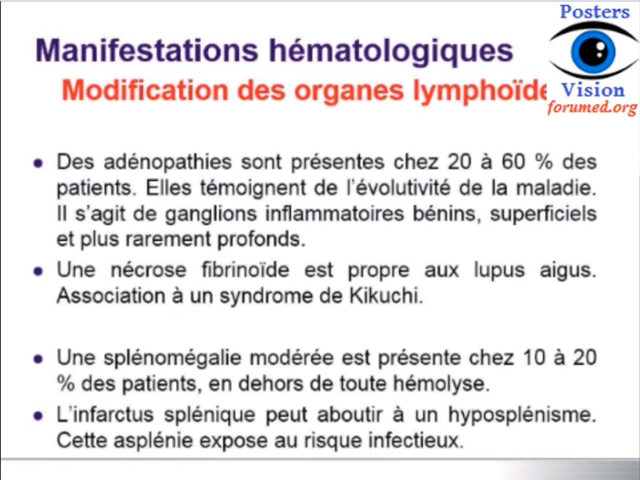 Posters
Vision
forumed.org
Manifestations hématologiques
Modification des organes lymphoïde
• Des adénopathies sont présentes chez 20 à 60 % des
patients. Elles témoignent de l'évolutivité de la maladie.
Il s'agit de ganglions inflammatoires bénins, superficiels
et plus rarement profonds.
• Une nécrose fibrinoïde est propre aux lupus aigus.
Association à un syndrome de Kikuchi.
• Une splénomégalie modérée est présente chez 10 à 20
% des patients, en dehors de toute hémolyse.
• L'infarctus splénique peut aboutir à un hyposplénisme.
Cette asplénie expose au risque infectieux.